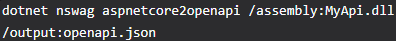 dotnet nswag aspnetcore2openapi /assembly:MyApi.dll
/output:openapi.json